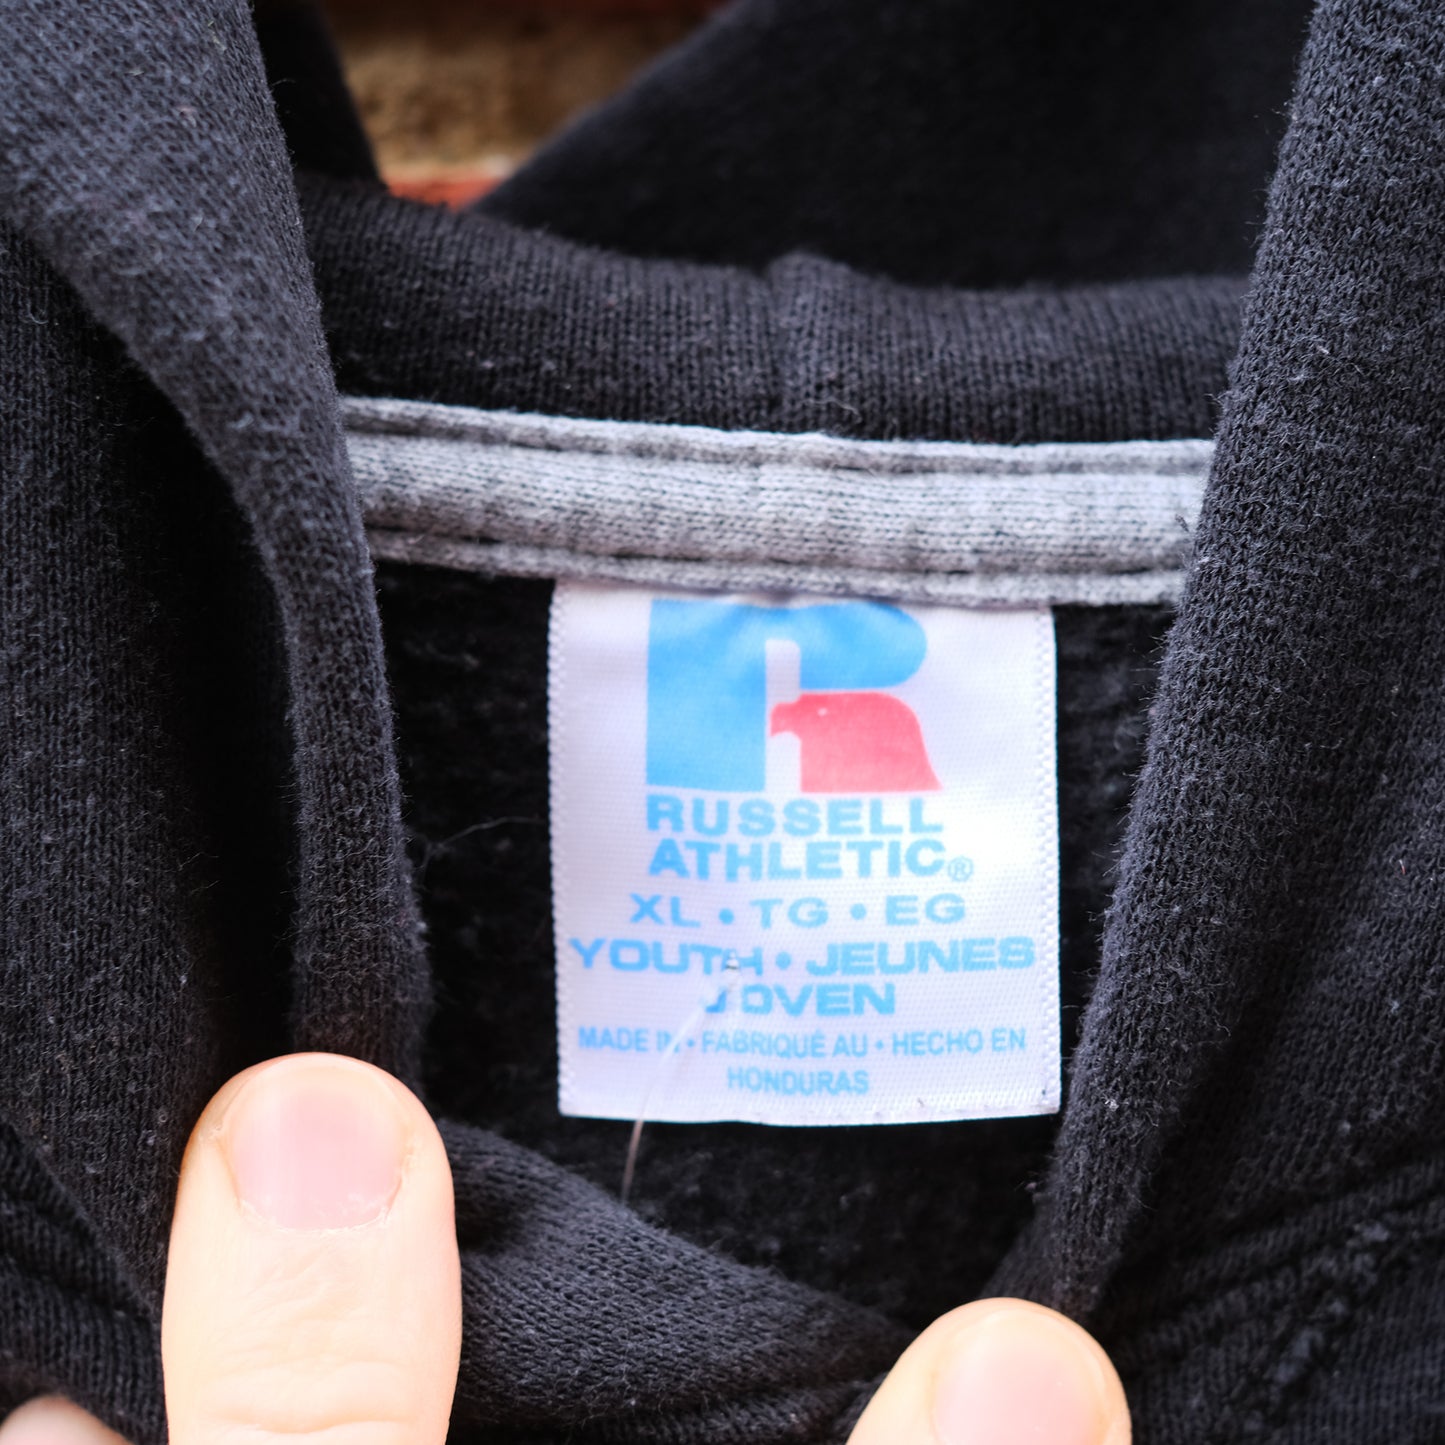 R
RUSSELL
ATHLETIC®
XL • TG • EG
YOUTH • JEUNES
JOVEN
MADE IN • FABRIQUÉ AU • HECHO EN
HONDURAS